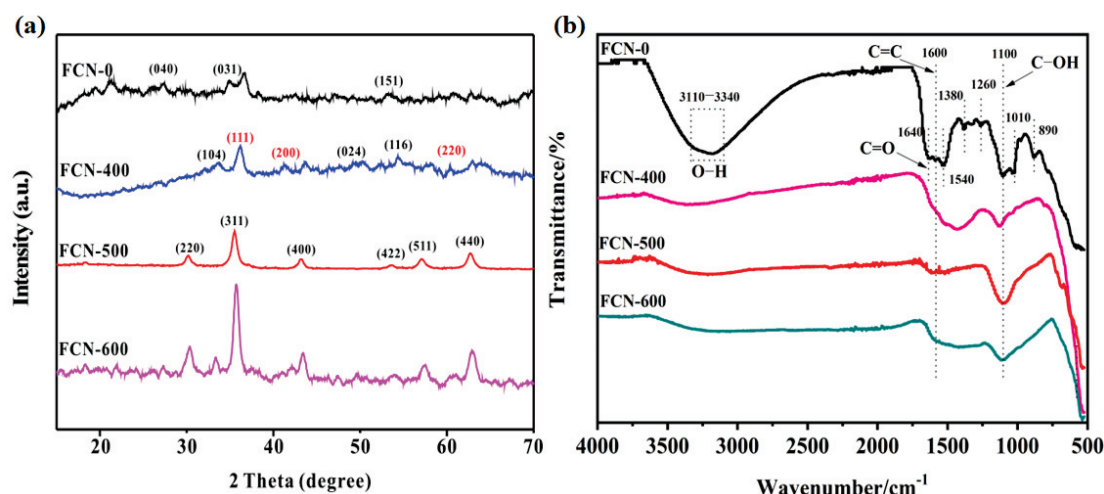 (a)
FCN-0
(040)
(031)
(151)
FCN-400
(104)
(111)
(200)
(024)
(116)
(220)
FCN-500
(220)
(311)
(400)
(422)
(511)
(440)
FCN-600
Intensity (a.u.)
20 30 40 50 60 70
2 Theta (degree)
(b)
FCN-0
C=C
1600
1100
C−OH
1380
1260
3110−3340
O−H
1640
C=O
1540
1010
890
FCN-400
FCN-500
FCN-600
Transmittance/%
4000 3500 3000 2500 2000 1500 1000 500
Wavenumber/cm⁻¹